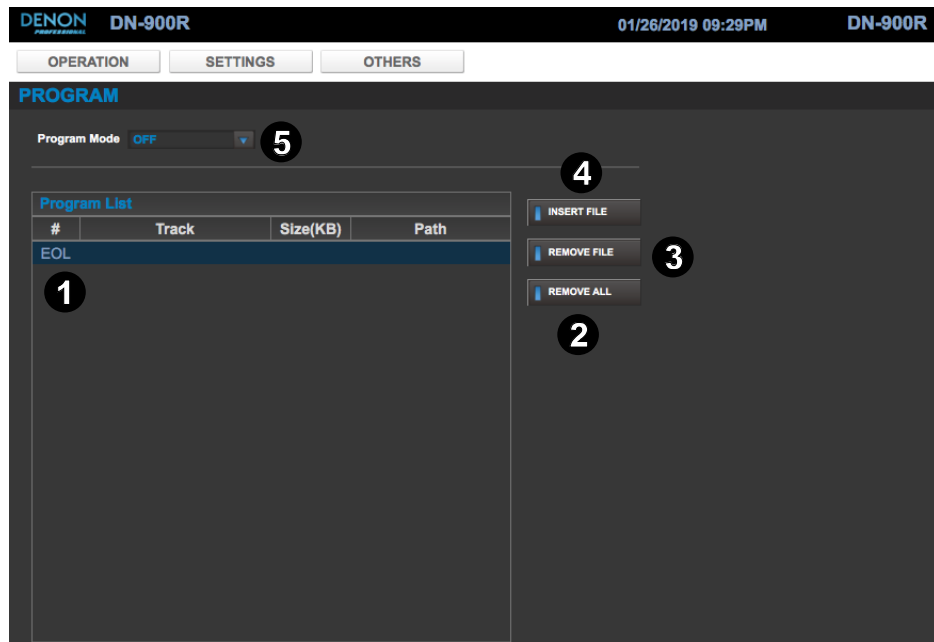 DENON DN-900R 01/26/2019 09:29PM DN-900R
PROFESSIONAL
OPERATION SETTINGS OTHERS
PROGRAM
Program Mode OFF 5
4
Program List
INSERT FILE
# Track Size(KB) Path
EOL
REMOVE FILE 3
1
REMOVE ALL
2